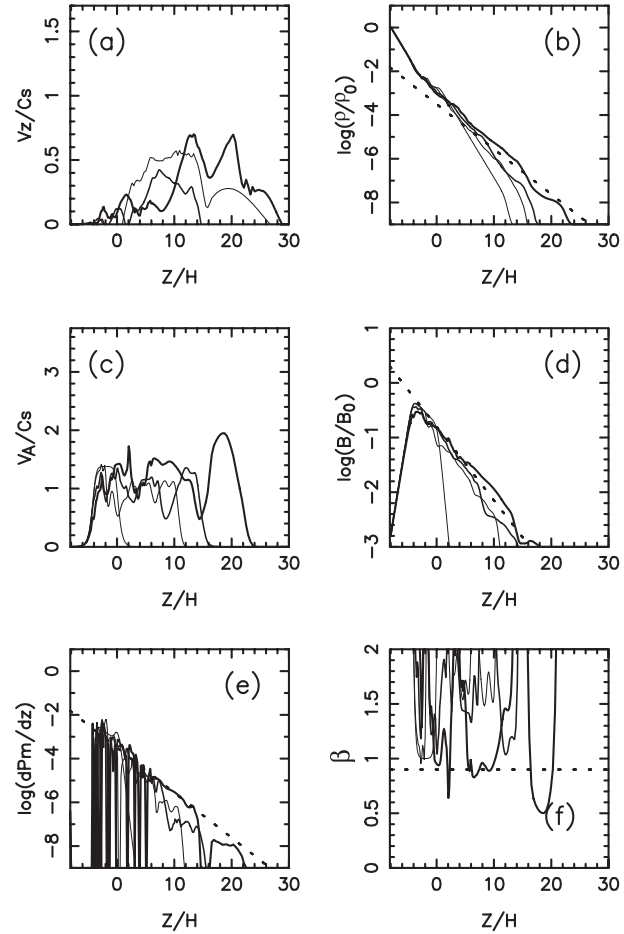 (a)
Vz/Cs
0 0.5 1 1.5
0 10 20 30
Z/H
(b)
log(ρ/ρ₀)
−8 −6 −4 −2 0
0 10 20 30
Z/H
(c)
V_A/Cs
0 1 2 3
0 10 20 30
Z/H
(d)
log(B/B₀)
−3 −2 −1 0 1
0 10 20 30
Z/H
(e)
log(dPm/dz)
−8 −6 −4 −2 0
0 10 20 30
Z/H
(f)
β
0 0.5 1 1.5 2
0 10 20 30
Z/H